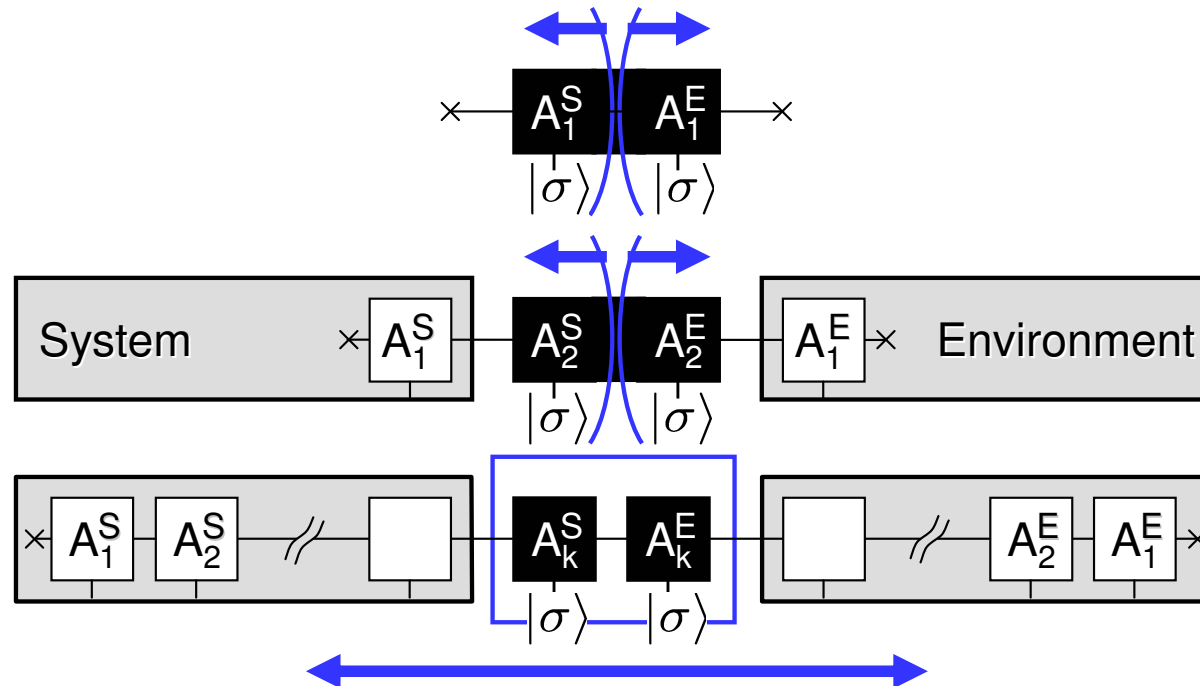 A₁ˢ A₁ᴱ
|σ⟩ |σ⟩
System A₁ˢ A₂ˢ A₂ᴱ A₁ᴱ Environment
|σ⟩ |σ⟩
A₁ˢ A₂ˢ Aₖˢ Aₖᴱ A₂ᴱ A₁ᴱ
|σ⟩ |σ⟩